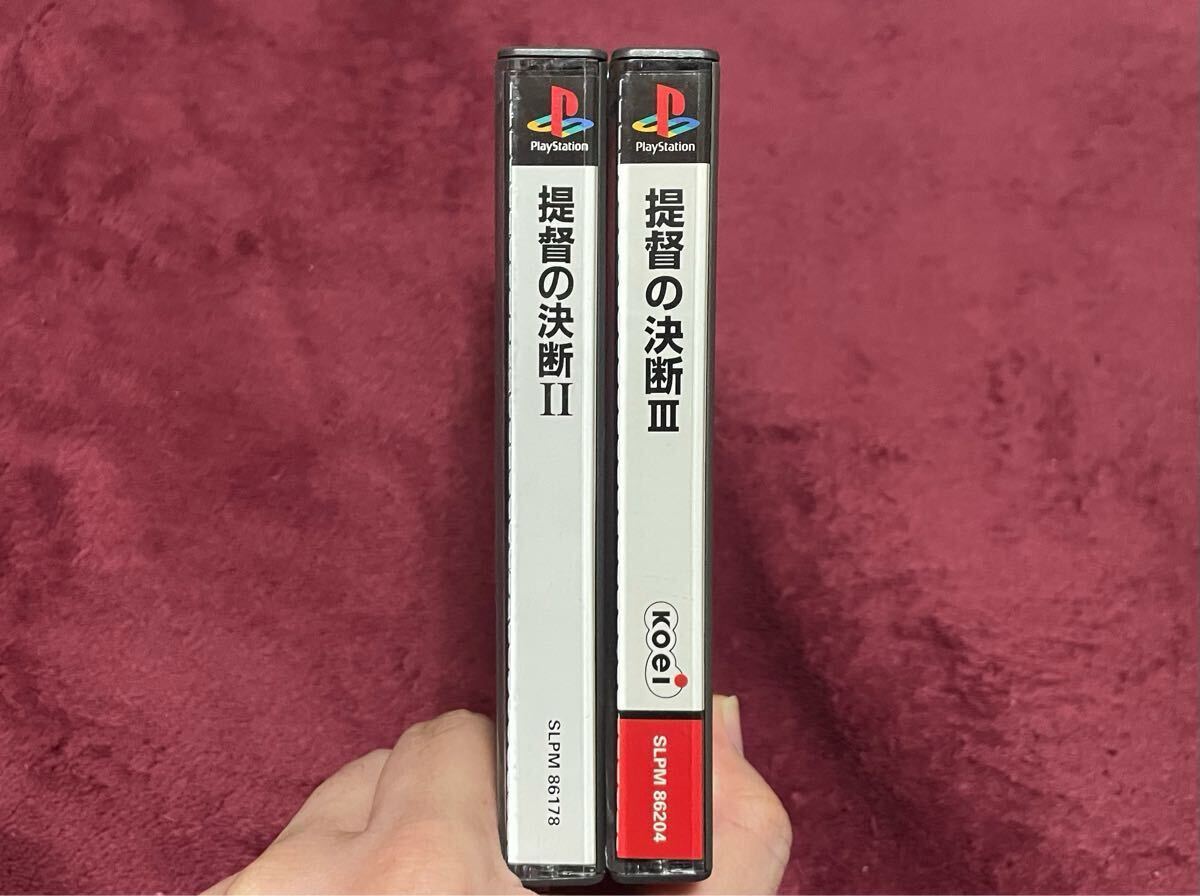 PlayStation
提督の決断II
SLPM 86178
PlayStation
提督の決断III
KOEI
SLPM 86204